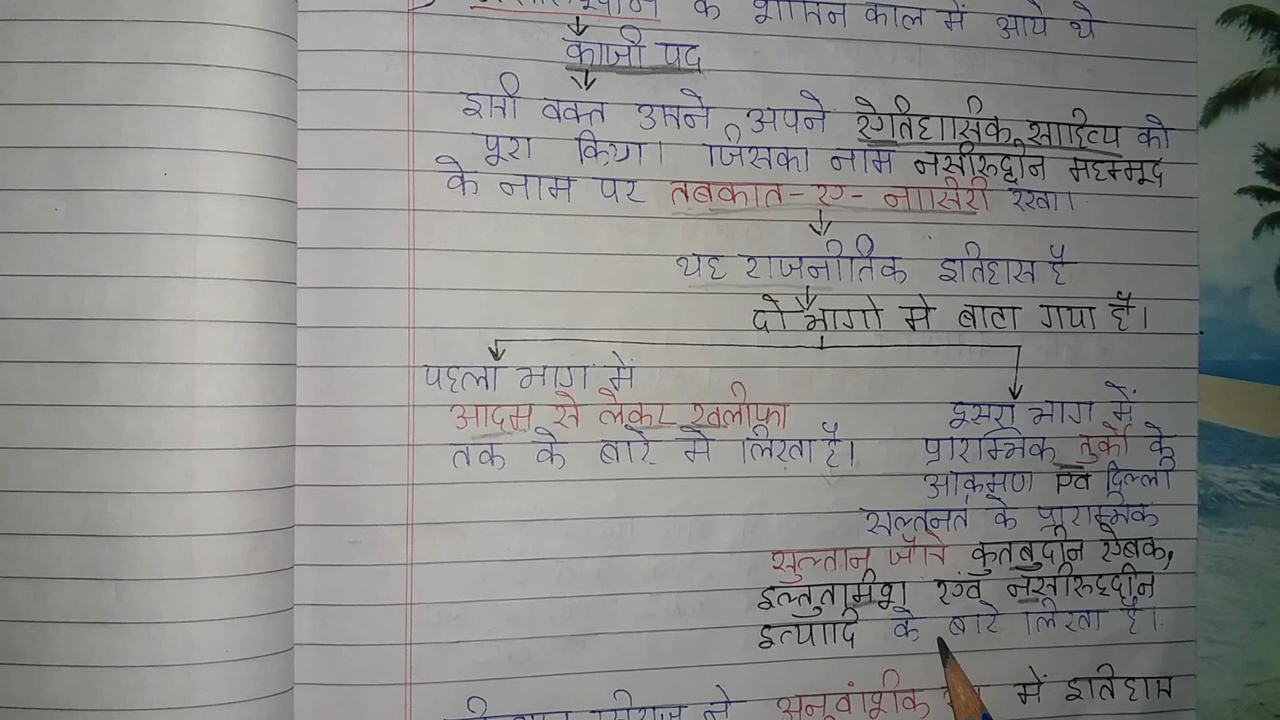 के शासन काल में आये थे
काजी पद
इसी वक्त उसने अपने ऐतिहासिक साहित्य को
पूरा किया। जिसका नाम नसीरुद्दीन महम्मूद
के नाम पर तबकात-ए-नासिरी रखा।
यह राजनीतिक इतिहास है
दो भागो मे बाटा गया है।
पहला भाग में
आदम से लेकर खलीफा
तक के बारे मे लिखा है।
दूसरा भाग में
प्रारम्भिक तुर्को के
आक्रमण एवं दिल्ली
सल्तनत के प्रारम्भिक
सुल्तान जैसे कुतबुदीन ऐबक,
इल्तुतमिश एवं नसीरुद्दीन
इत्यादि के बारे लिखा है।
ने अनुवांशीक में इतिहास